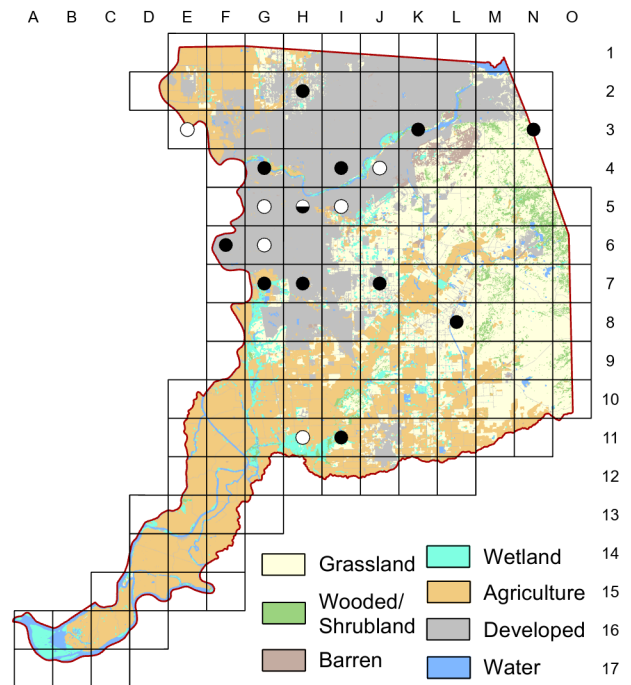 A B C D E F G H I J K L M N O
1
2
3
4
5
6
7
8
9
10
11
12
13
14
15
16
17
Grassland
Wooded/
Shrubland
Barren
Wetland
Agriculture
Developed
Water